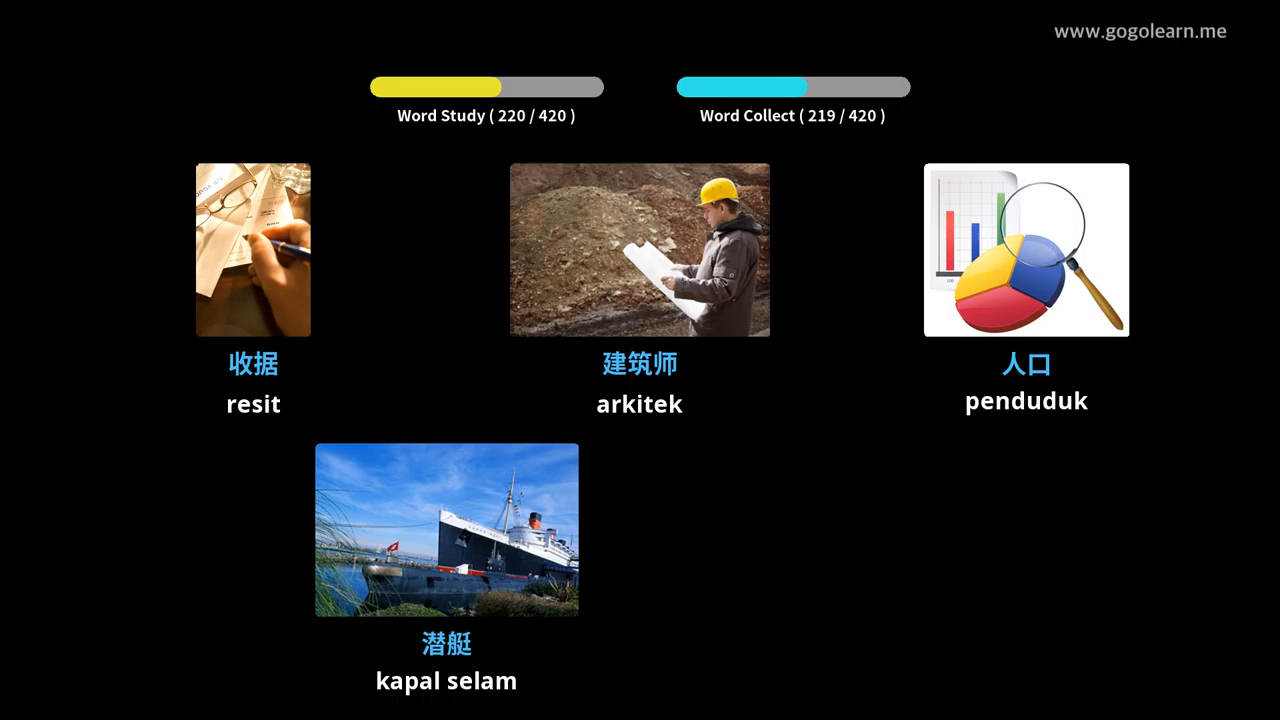 www.gogolearn.me
Word Study ( 220 / 420 )
Word Collect ( 219 / 420 )
收据
resit
建筑师
arkitek
人口
penduduk
潜艇
kapal selam